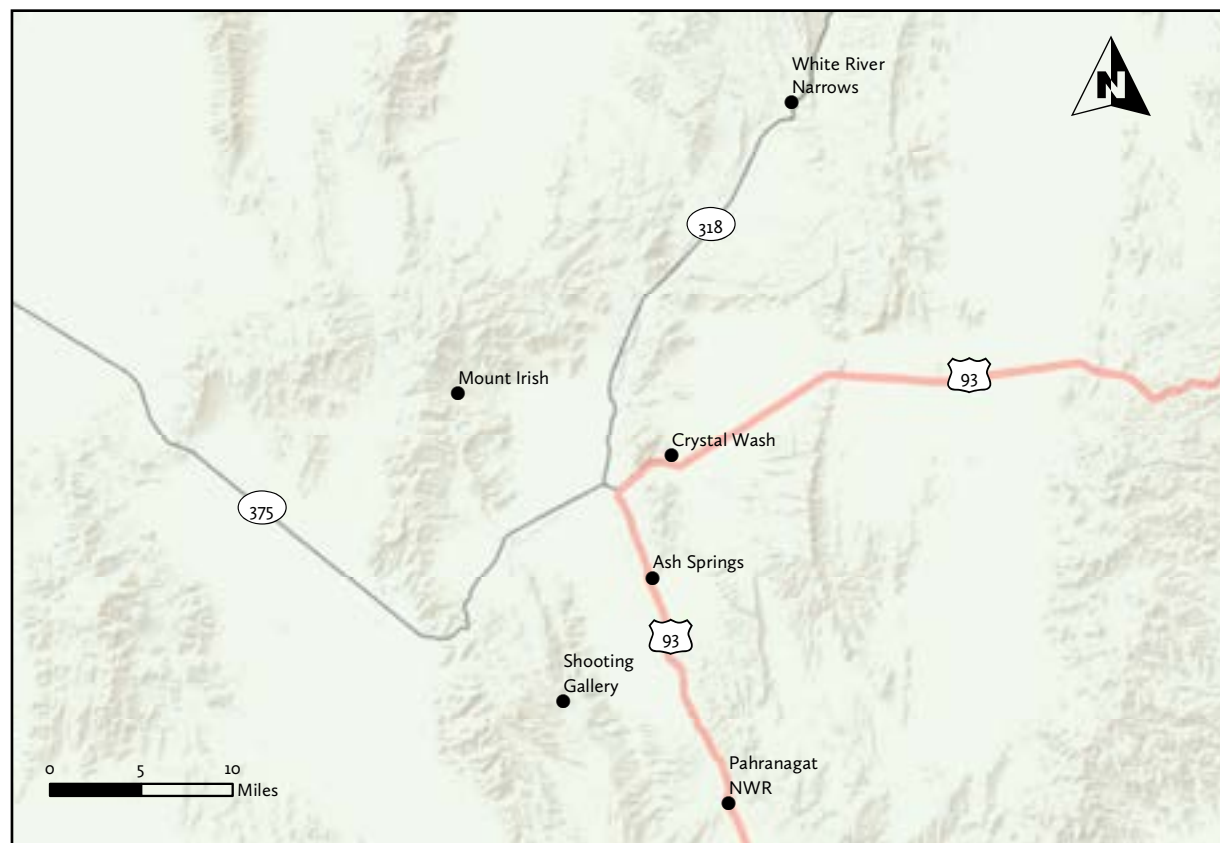 White River
Narrows
N
318
Mount Irish
93
Crystal Wash
375
Ash Springs
93
Shooting
Gallery
Pahranagat
NWR
0 5 10
Miles